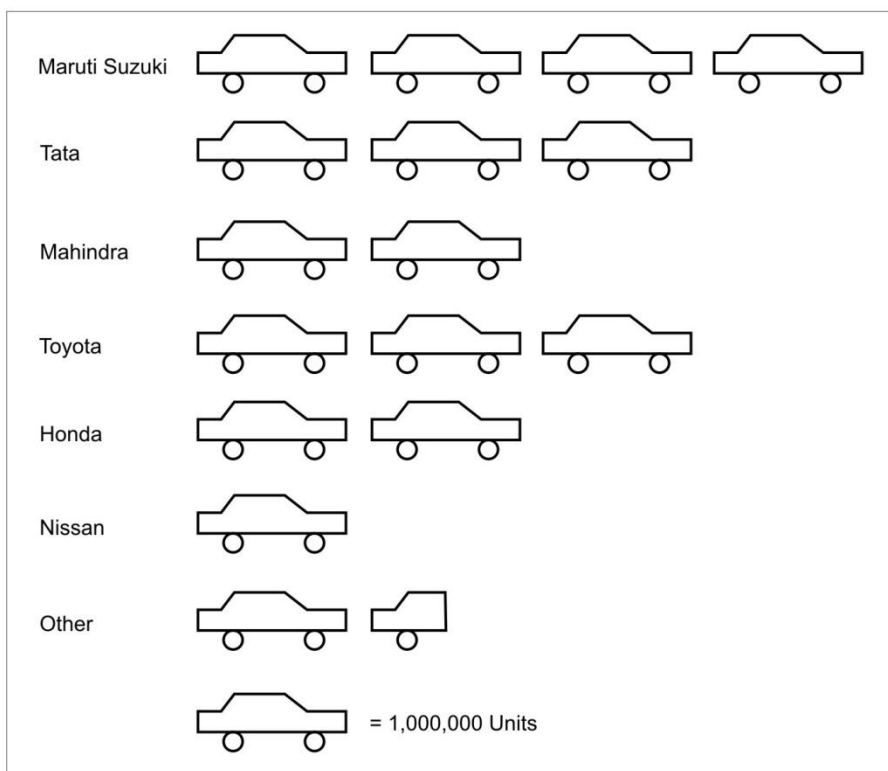 Maruti Suzuki
Tata
Mahindra
Toyota
Honda
Nissan
Other
= 1,000,000 Units